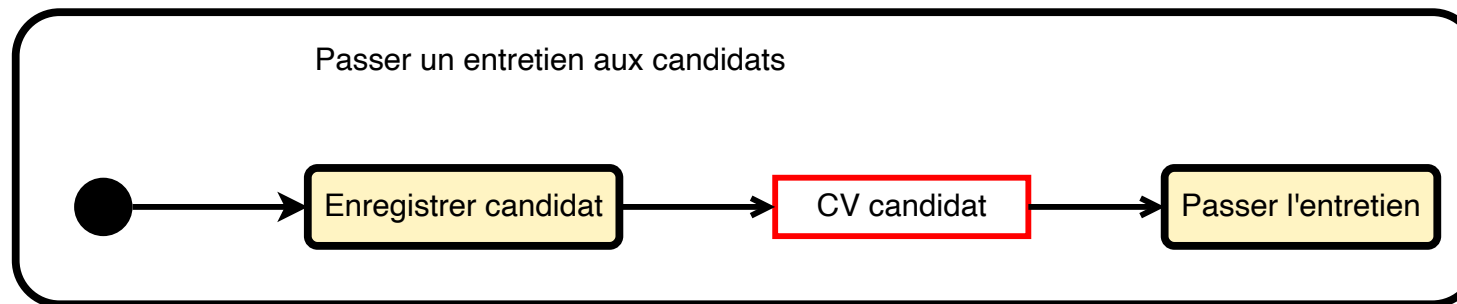 Passer un entretien aux candidats
Enregistrer candidat
CV candidat
Passer l'entretien